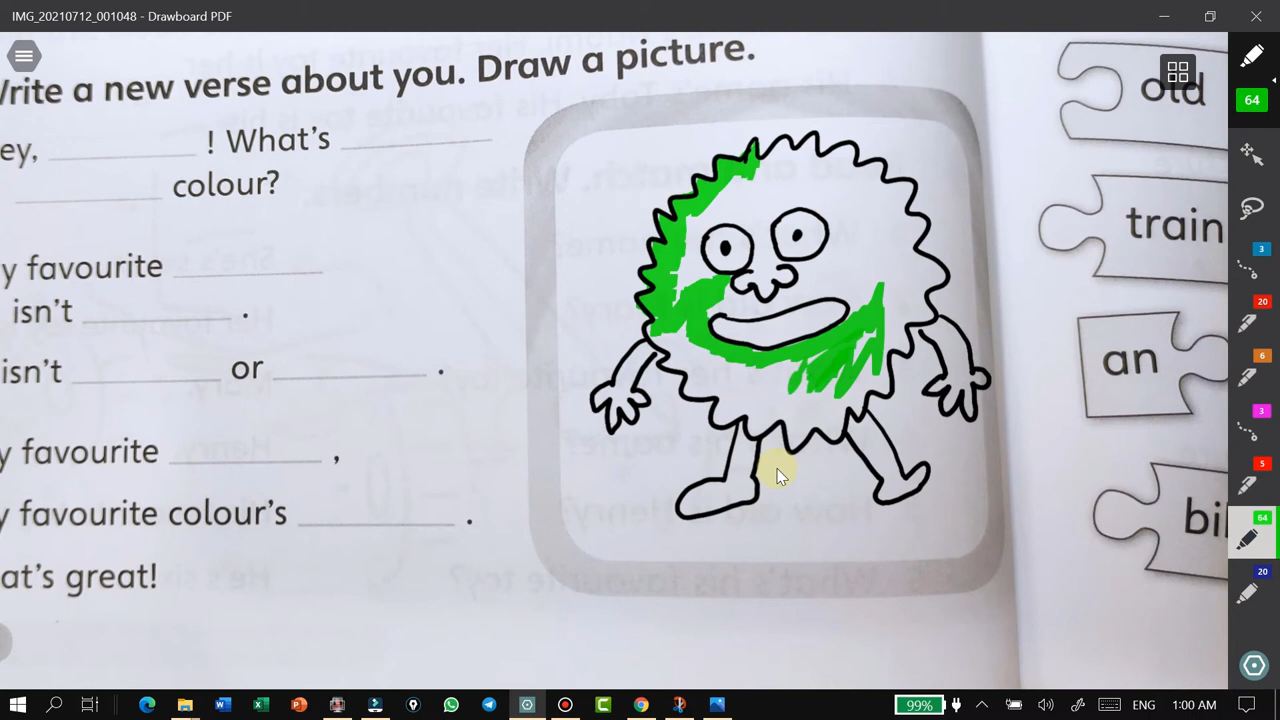 IMG_20210712_001048 - Drawboard PDF
Write a new verse about you. Draw a picture.
ey, ! What's
colour?
y favourite
isn't .
isn't or .
y favourite ,
y favourite colour's .
at's great!
old
train
an
bi
64
3
20
6
3
5
64
20
99%
ENG
1:00 AM